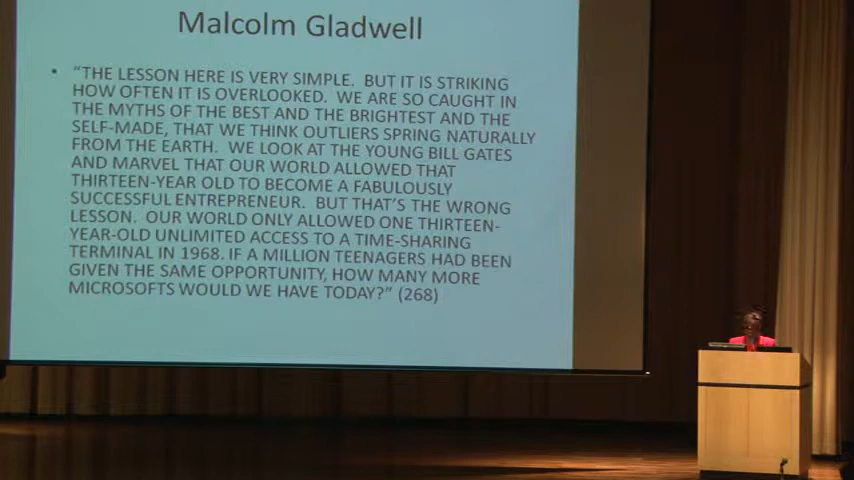 Malcolm Gladwell
• "THE LESSON HERE IS VERY SIMPLE. BUT IT IS STRIKING
HOW OFTEN IT IS OVERLOOKED. WE ARE SO CAUGHT IN
THE MYTHS OF THE BEST AND THE BRIGHTEST AND THE
SELF-MADE, THAT WE THINK OUTLIERS SPRING NATURALLY
FROM THE EARTH. WE LOOK AT THE YOUNG BILL GATES
AND MARVEL THAT OUR WORLD ALLOWED THAT
THIRTEEN-YEAR OLD TO BECOME A FABULOUSLY
SUCCESSFUL ENTREPRENEUR. BUT THAT'S THE WRONG
LESSON. OUR WORLD ONLY ALLOWED ONE THIRTEEN-
YEAR-OLD UNLIMITED ACCESS TO A TIME-SHARING
TERMINAL IN 1968. IF A MILLION TEENAGERS HAD BEEN
GIVEN THE SAME OPPORTUNITY, HOW MANY MORE
MICROSOFTS WOULD WE HAVE TODAY?" (268)